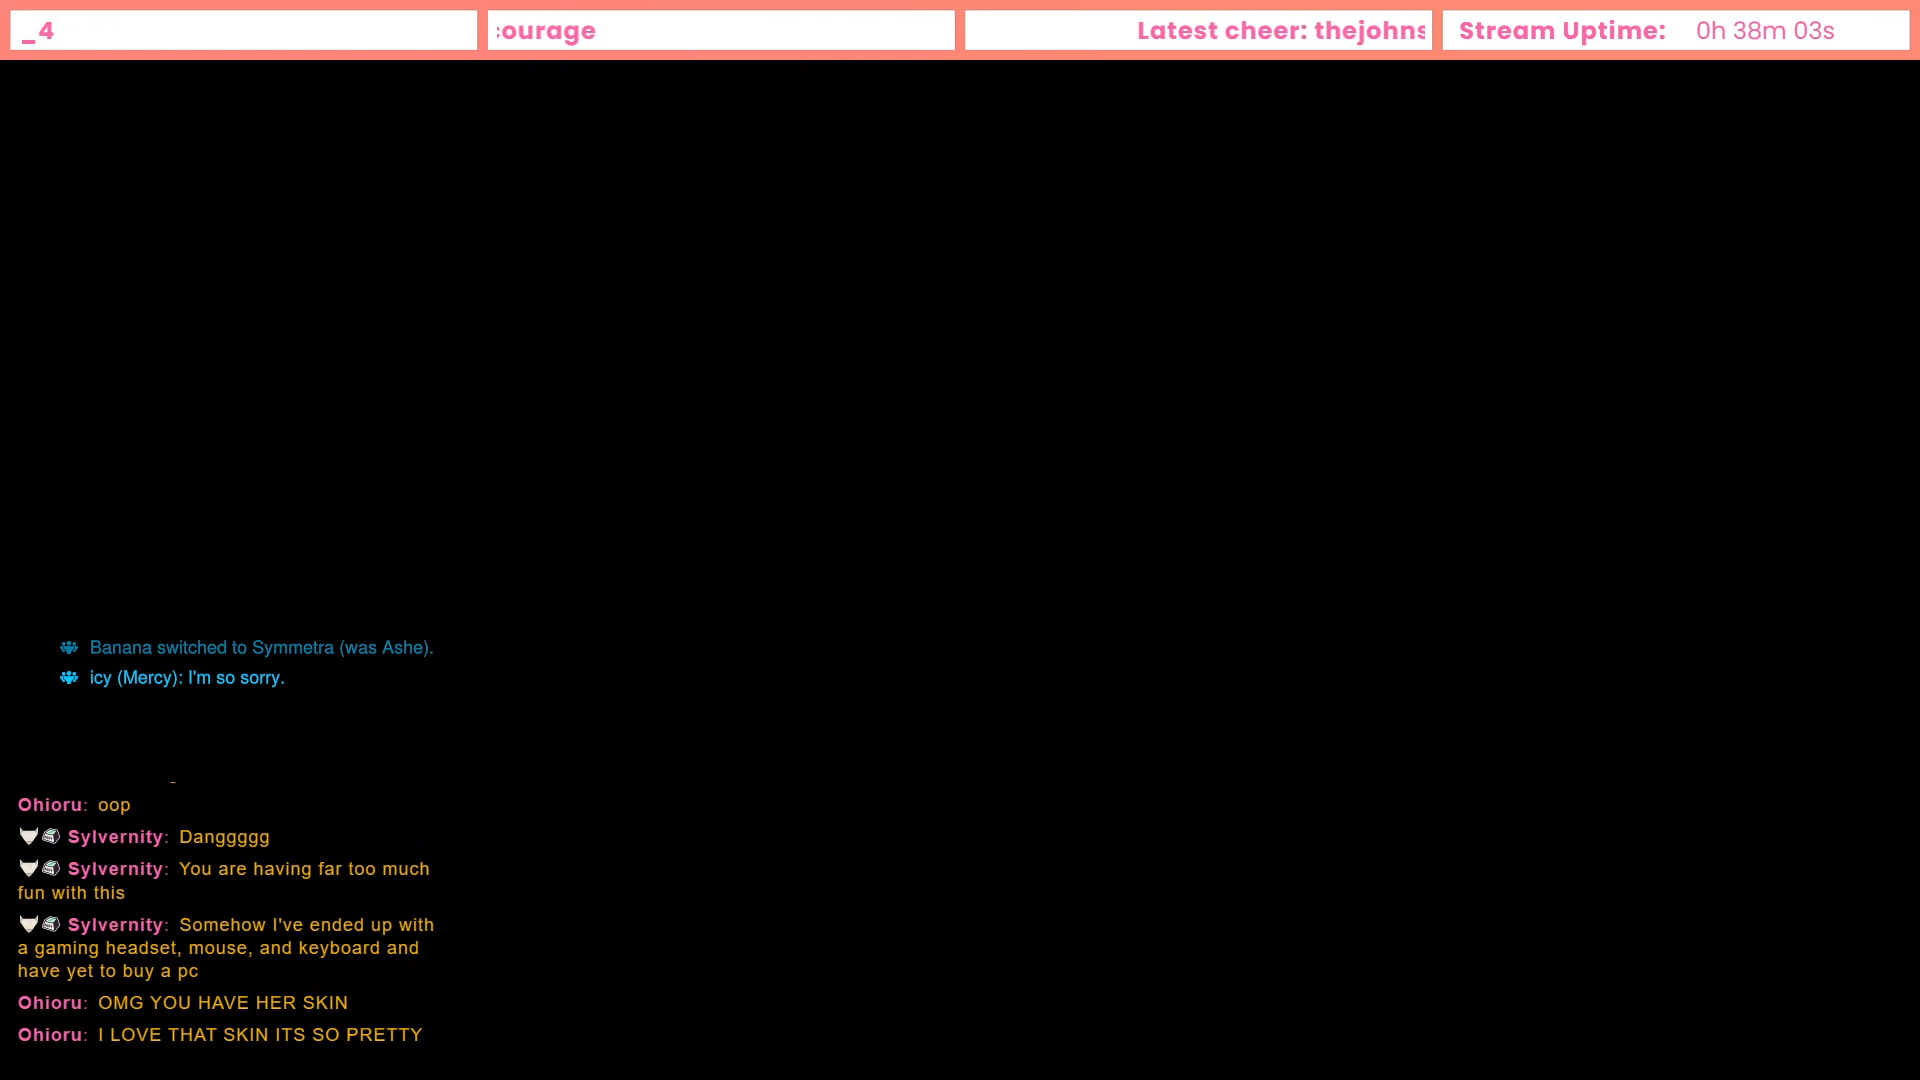 _4
ourage
Latest cheer: thejohns
Stream Uptime: 0h 38m 03s
Banana switched to Symmetra (was Ashe).
icy (Mercy): I'm so sorry.
Ohioru: oop
Sylvernity: Danggggg
Sylvernity: You are having far too much
fun with this
Sylvernity: Somehow I've ended up with
a gaming headset, mouse, and keyboard and
have yet to buy a pc
Ohioru: OMG YOU HAVE HER SKIN
Ohioru: I LOVE THAT SKIN ITS SO PRETTY